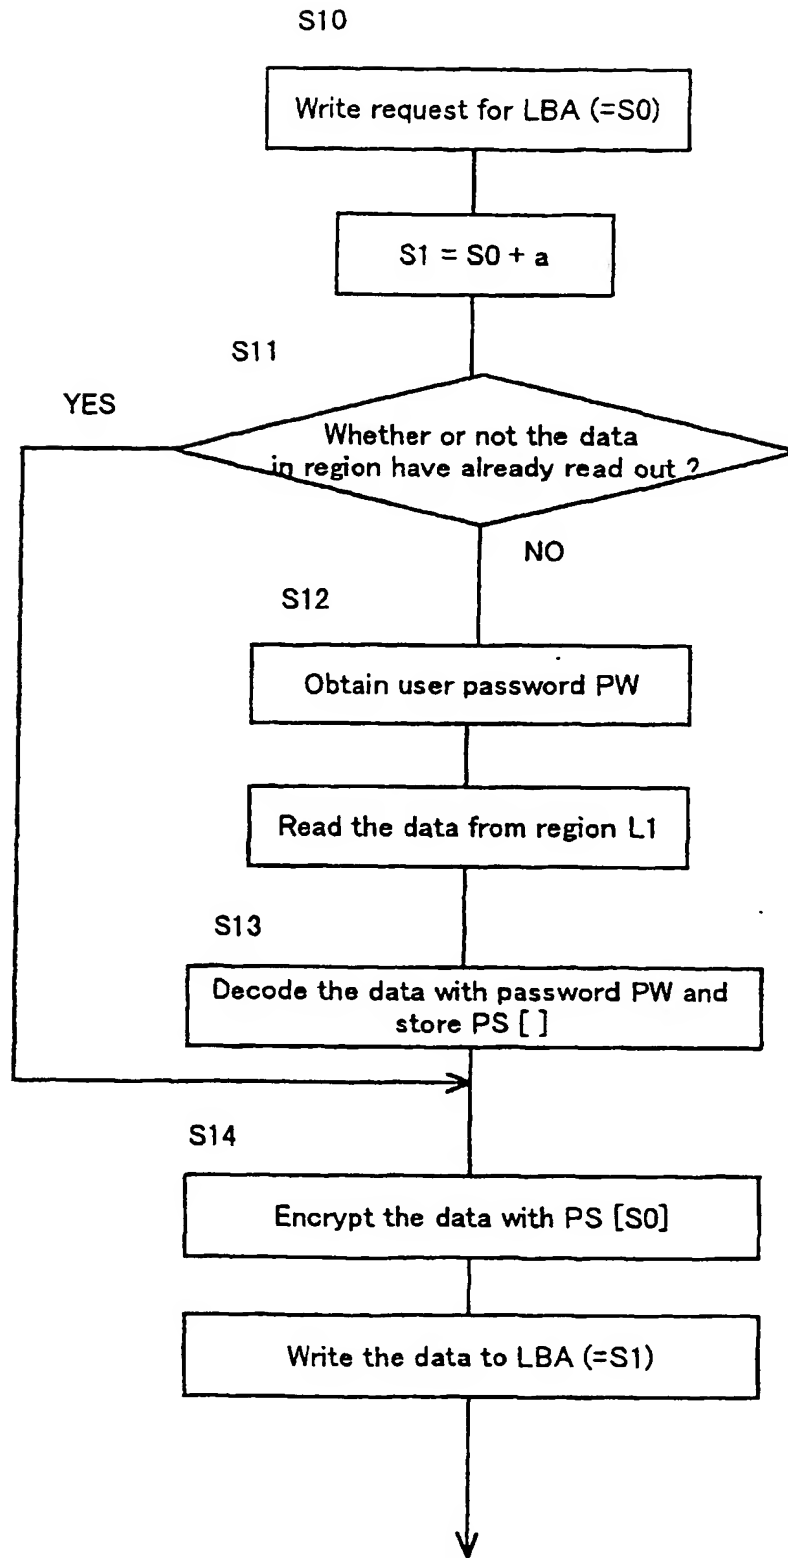 S10
Write request for LBA (=S0)
S1 = S0 + a
S11
YES
Whether or not the data
in region have already read out ?
NO
S12
Obtain user password PW
Read the data from region L1
S13
Decode the data with password PW and
store PS [ ]
S14
Encrypt the data with PS [S0]
Write the data to LBA (=S1)